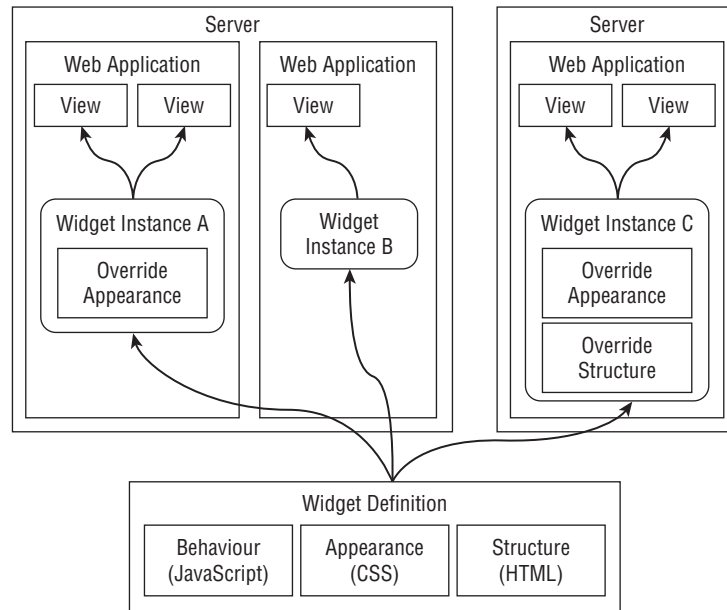 Server
Web Application
View
View
Widget Instance A
Override
Appearance
Web Application
View
Widget
Instance B
Server
Web Application
View
View
Widget Instance C
Override
Appearance
Override
Structure
Widget Definition
Behaviour
(JavaScript)
Appearance
(CSS)
Structure
(HTML)